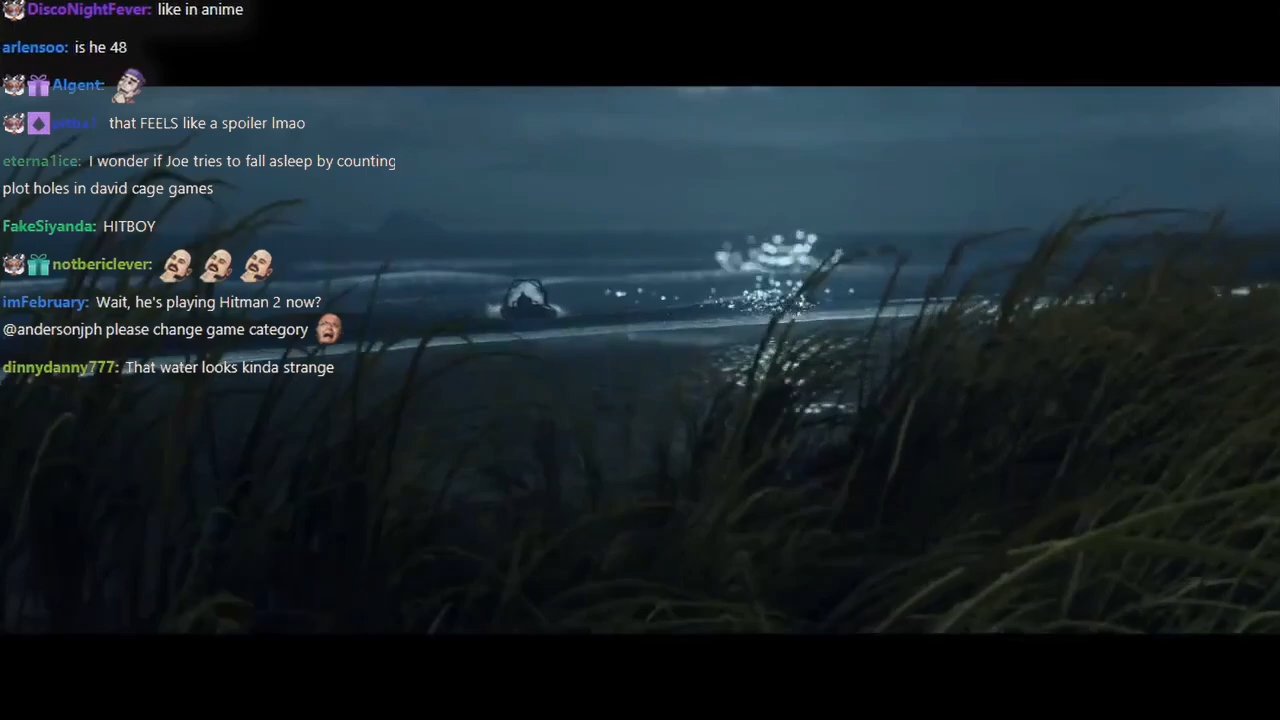 DiscoNightFever: like in anime
arlensoo: is he 48
AIgent:
that FEELS like a spoiler lmao
eterna1ice: I wonder if Joe tries to fall asleep by counting
plot holes in david cage games
FakeSiyanda: HITBOY
notbericlever:
imFebruary: Wait, he's playing Hitman 2 now?
@andersonjph please change game category
dinnydanny777: That water looks kinda strange